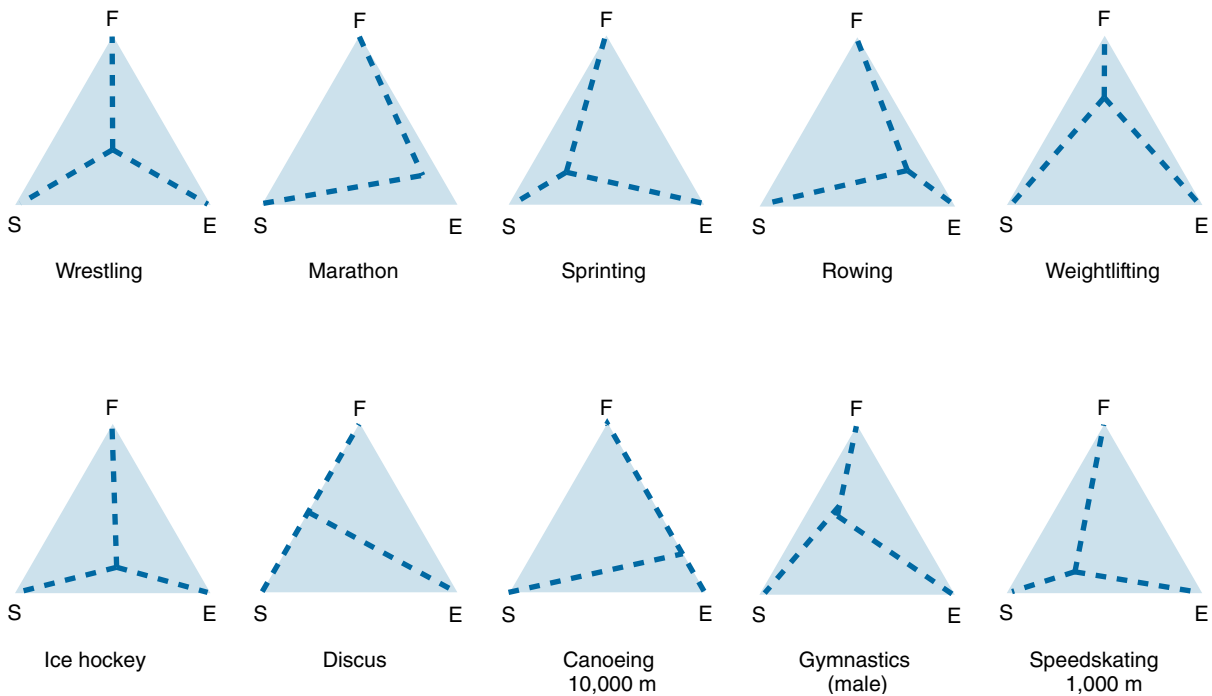 F F F F F
S E S E S E S E S E
Wrestling Marathon Sprinting Rowing Weightlifting
F F F F F
S E S E S E S E S E
Ice hockey Discus Canoeing Gymnastics Speedskating
10,000 m (male) 1,000 m